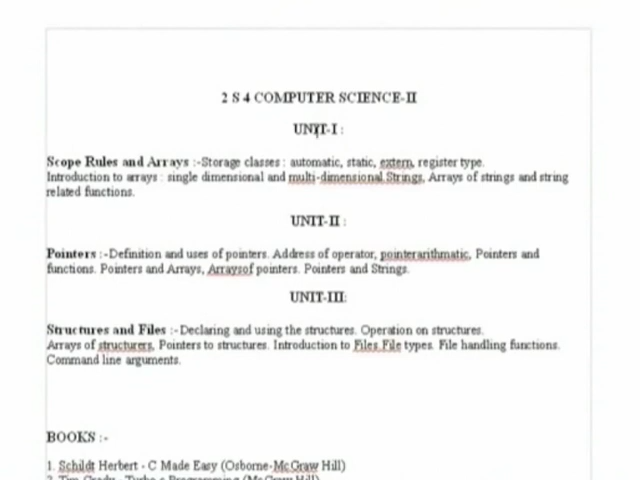 2 S 4 COMPUTER SCIENCE-II
UNIT-I :
Scope Rules and Arrays :-Storage classes : automatic, static, extern, register type.
Introduction to arrays : single dimensional and multi-dimensional.Strings, Arrays of strings and string
related functions.
UNIT-II :
Pointers :-Definition and uses of pointers. Address of operator, pointerarithmatic, Pointers and
functions. Pointers and Arrays, Arraysof pointers. Pointers and Strings.
UNIT-III:
Structures and Files :-Declaring and using the structures. Operation on structures.
Arrays of structurers, Pointers to structures. Introduction to Files.File types. File handling functions.
Command line arguments.
BOOKS :-
1. Schildt Herbert - C Made Easy (Osborne-McGraw Hill)